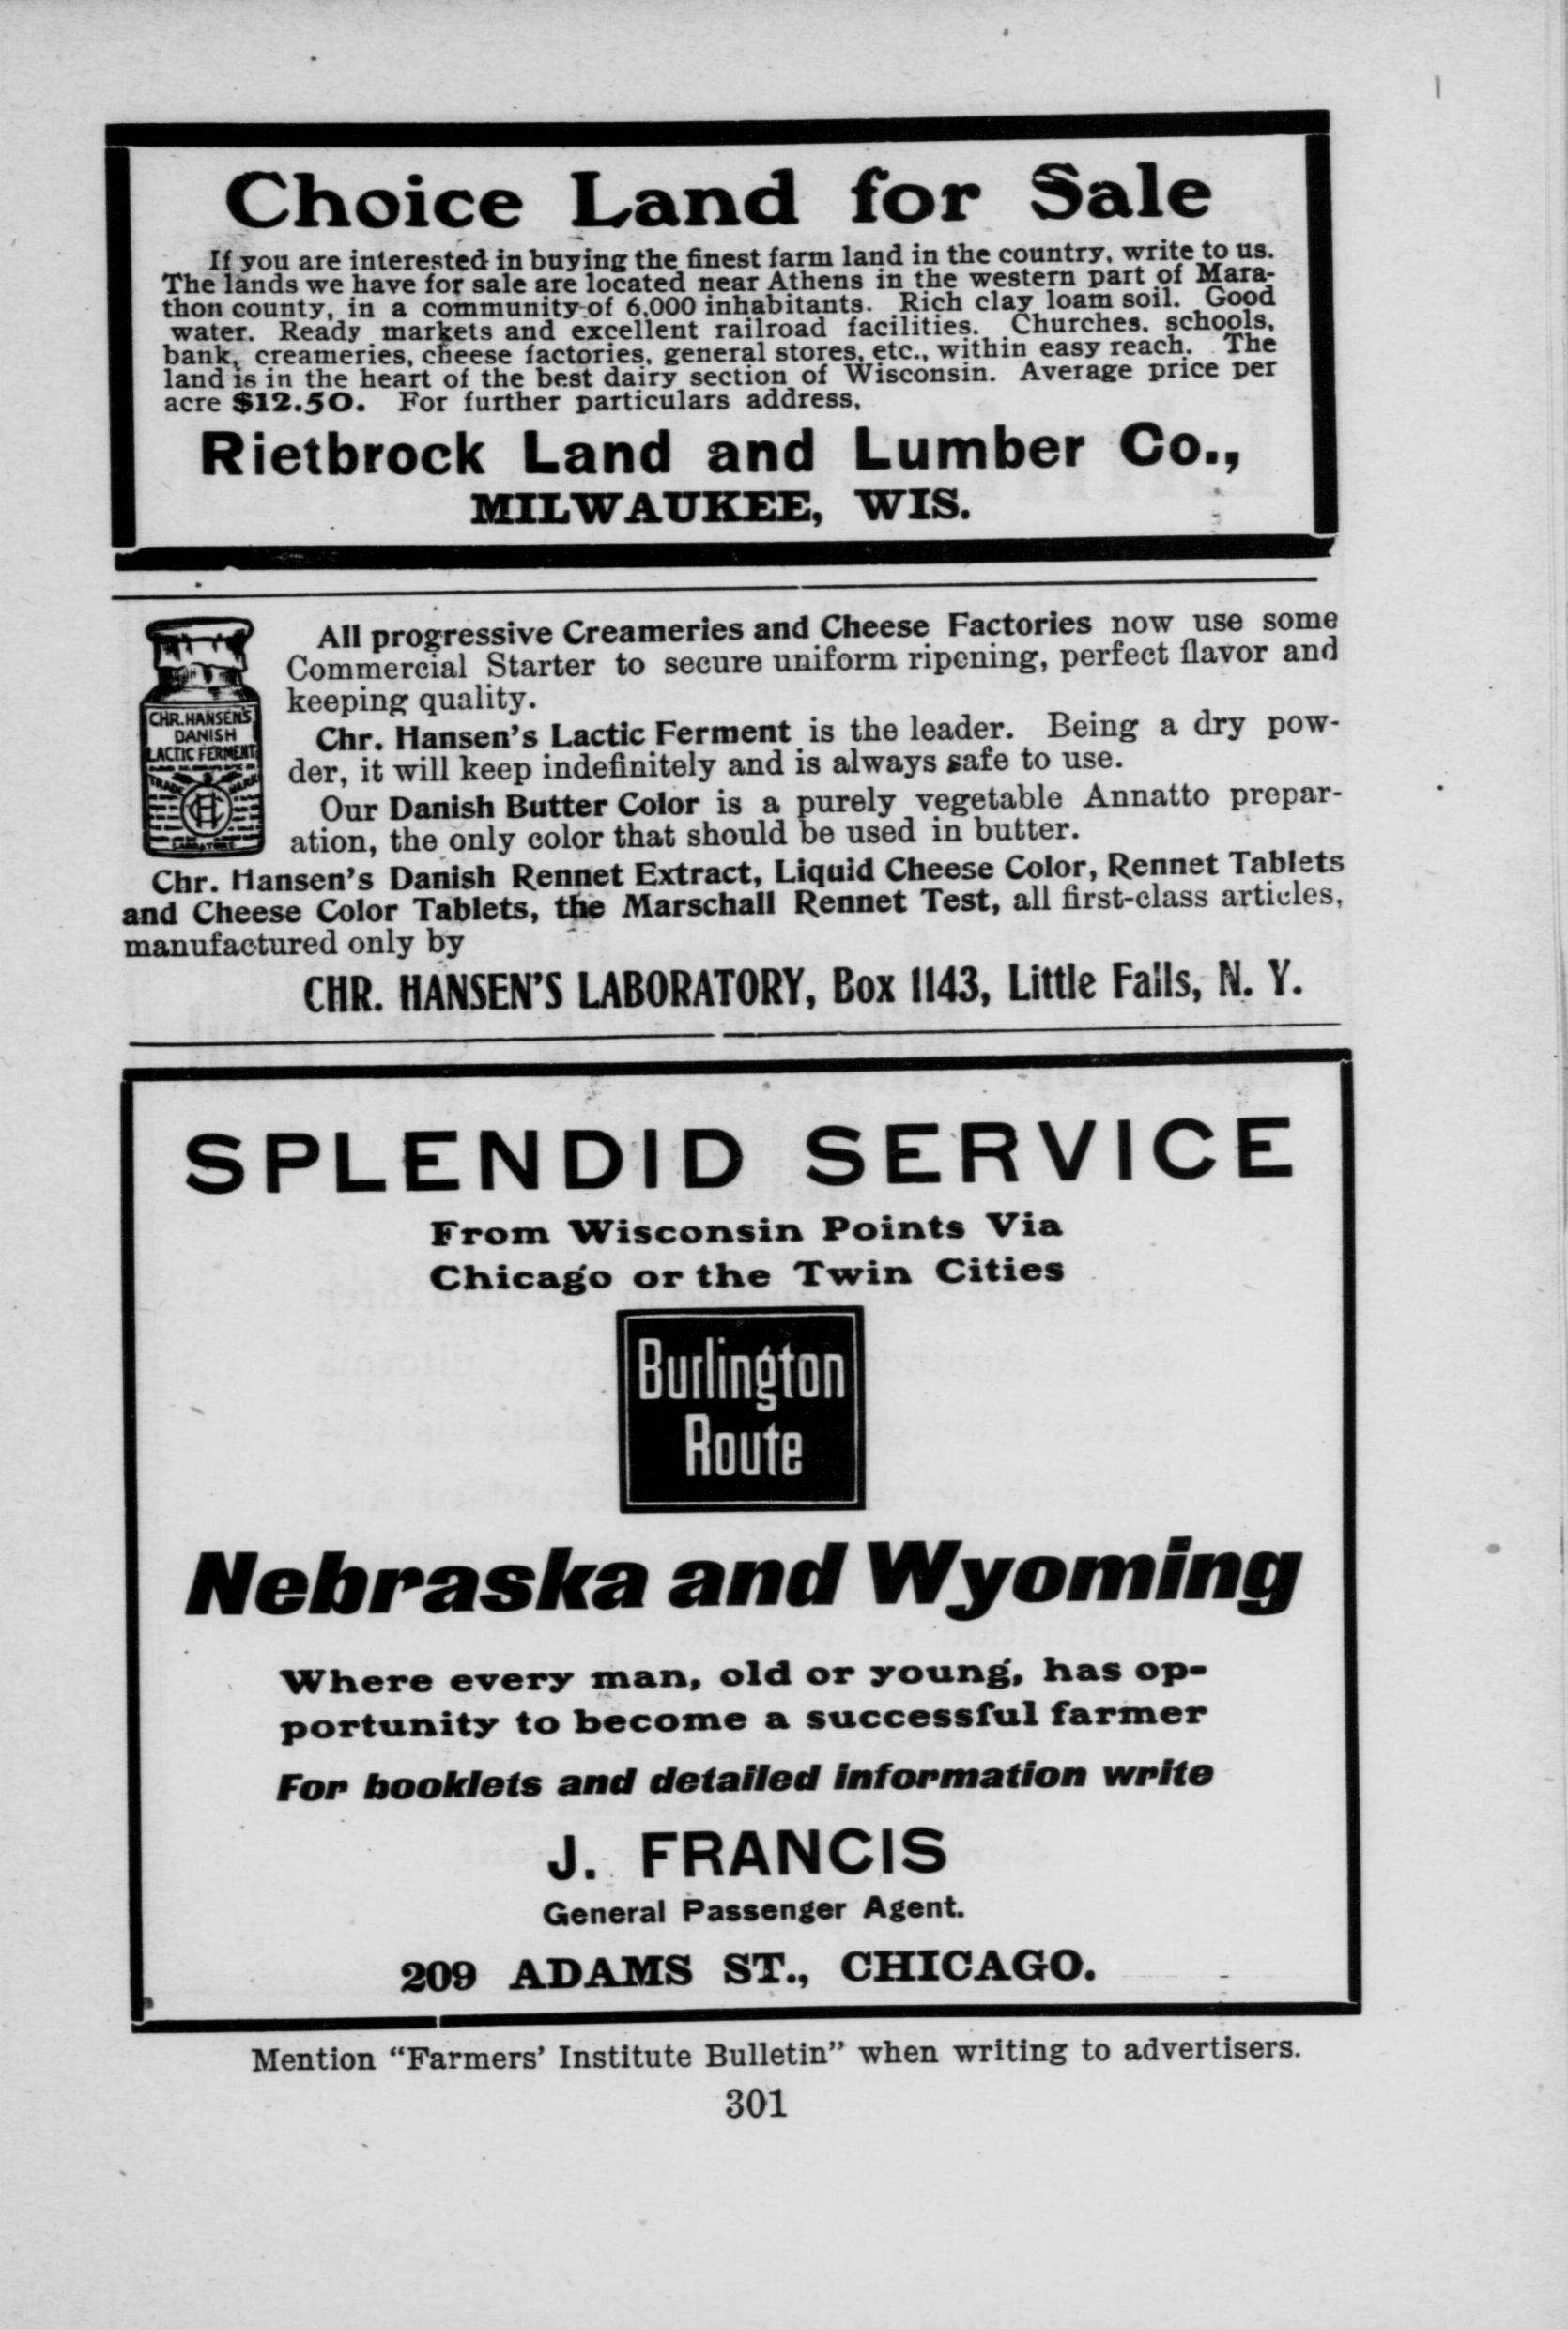 Choice Land for Sale
If you are interested in buying the finest farm land in the country, write to us.
The lands we have for sale are located near Athens in the western part of Mara-
thon county, in a community of 6,000 inhabitants. Rich clay loam soil. Good
water. Ready markets and excellent railroad facilities. Churches, schools,
bank, creameries, cheese factories, general stores, etc., within easy reach. The
land is in the heart of the best dairy section of Wisconsin. Average price per
acre $12.50. For further particulars address,
Rietbrock Land and Lumber Co.,
MILWAUKEE, WIS.
CHR. HANSEN'S
DANISH
LACTIC FERMENT
TRADE MARK
All progressive Creameries and Cheese Factories now use some
Commercial Starter to secure uniform ripening, perfect flavor and
keeping quality.
Chr. Hansen's Lactic Ferment is the leader. Being a dry pow-
der, it will keep indefinitely and is always safe to use.
Our Danish Butter Color is a purely vegetable Annatto prepar-
ation, the only color that should be used in butter.
Chr. Hansen's Danish Rennet Extract, Liquid Cheese Color, Rennet Tablets
and Cheese Color Tablets, the Marschall Rennet Test, all first-class articles,
manufactured only by
CHR. HANSEN'S LABORATORY, Box 1143, Little Falls, N. Y.
SPLENDID SERVICE
From Wisconsin Points Via
Chicago or the Twin Cities
Burlington
Route
Nebraska and Wyoming
Where every man, old or young, has op-
portunity to become a successful farmer
For booklets and detailed information write
J. FRANCIS
General Passenger Agent.
209 ADAMS ST., CHICAGO.
Mention "Farmers' Institute Bulletin" when writing to advertisers.
301